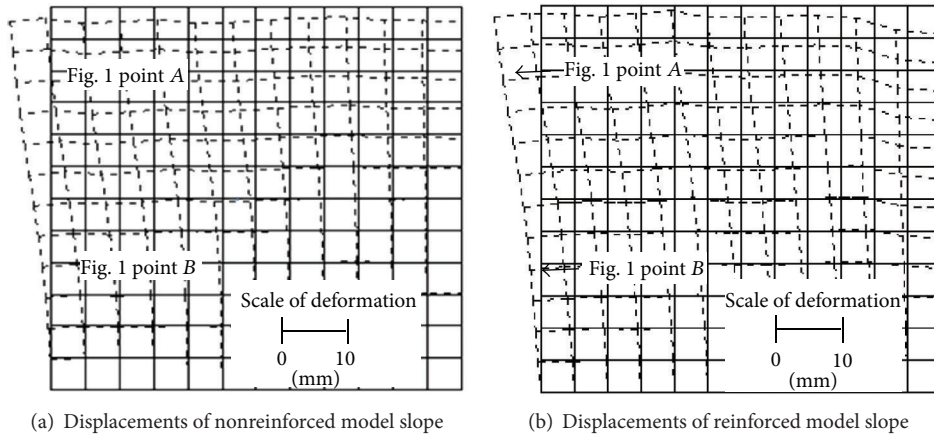 Fig. 1 point A
Fig. 1 point B
Scale of deformation
0 10
(mm)
(a) Displacements of nonreinforced model slope
Fig. 1 point A
Fig. 1 point B
Scale of deformation
0 10
(mm)
(b) Displacements of reinforced model slope